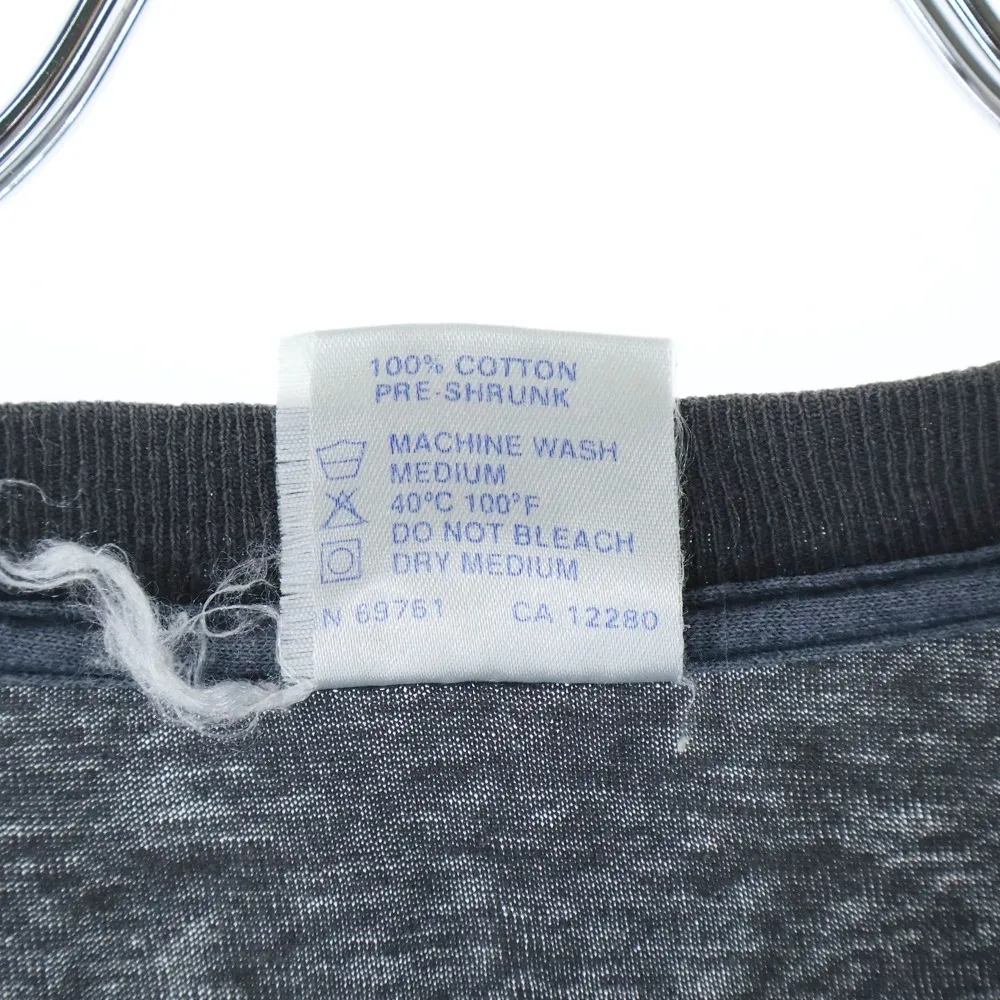 100% COTTON
PRE-SHRUNK
MACHINE WASH
MEDIUM
40°C 100°F
DO NOT BLEACH
DRY MEDIUM
N 69761 CA 12280